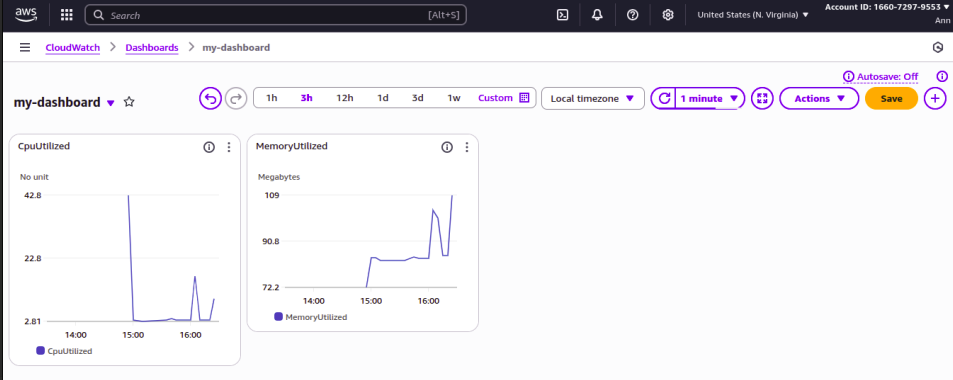 aws
Search [Alt+S]
United States (N. Virginia) ▼
Account ID: 1660-7297-9553 ▼
Ann
CloudWatch > Dashboards > my-dashboard
Autosave: Off
my-dashboard ▼
1h 3h 12h 1d 3d 1w Custom
Local timezone ▼
1 minute ▼
Actions ▼
Save
CpuUtilized
No unit
42.8
22.8
2.81
14:00 15:00 16:00
CpuUtilized
MemoryUtilized
Megabytes
109
90.8
72.2
14:00 15:00 16:00
MemoryUtilized